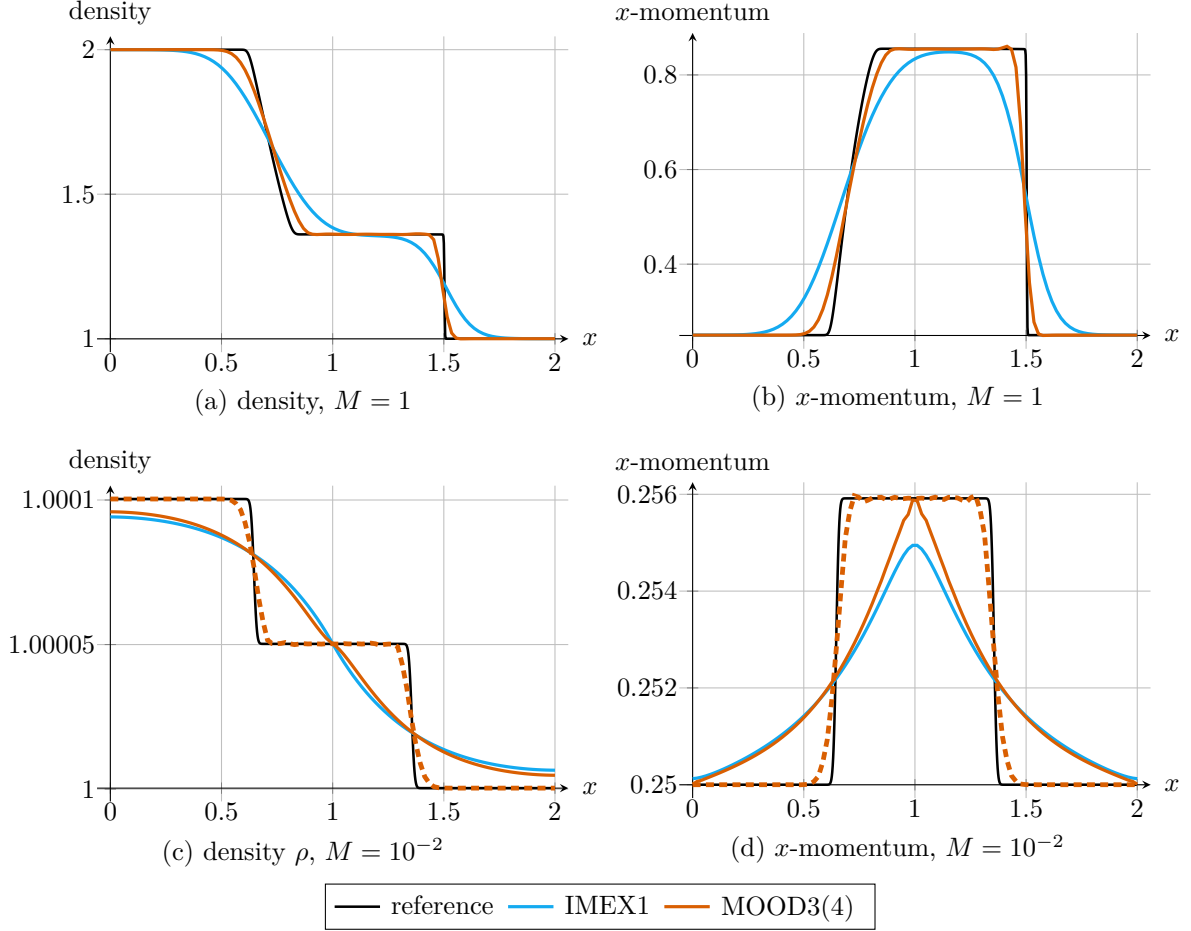 density
2
1.5
1
0
0.5
1
1.5
2
x
(a) density, M = 1
x-momentum
0.8
0.6
0.4
0
0.5
1
1.5
2
x
(b) x-momentum, M = 1
density
1.00001
1.00005
1
0
0.5
1
1.5
2
x
(c) density ρ, M = 10⁻²
x-momentum
0.256
0.254
0.252
0.25
0
0.5
1
1.5
2
x
(d) x-momentum, M = 10⁻²
reference IMEX1 MOOD3(4)